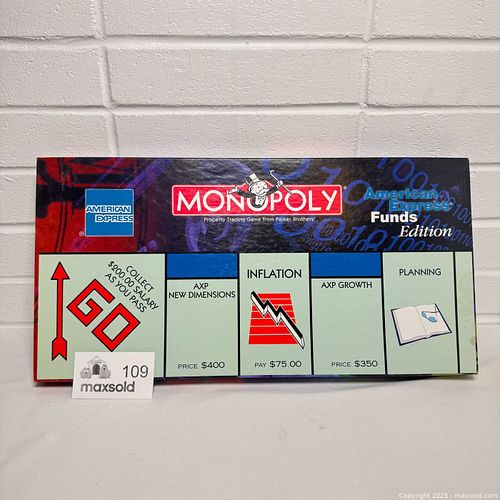 AMERICAN
EXPRESS
®
MONOPOLY®
Property Trading Game from Parker Brothers®
American
Express®
Funds
Edition
COLLECT
$200.00 SALARY
AS YOU PASS
GO
AXP
NEW DIMENSIONS
PRICE $400
INFLATION
PAY $75.00
AXP GROWTH
PRICE $350
PLANNING
109
maxsold
Copyright 2025 - maxsold.com